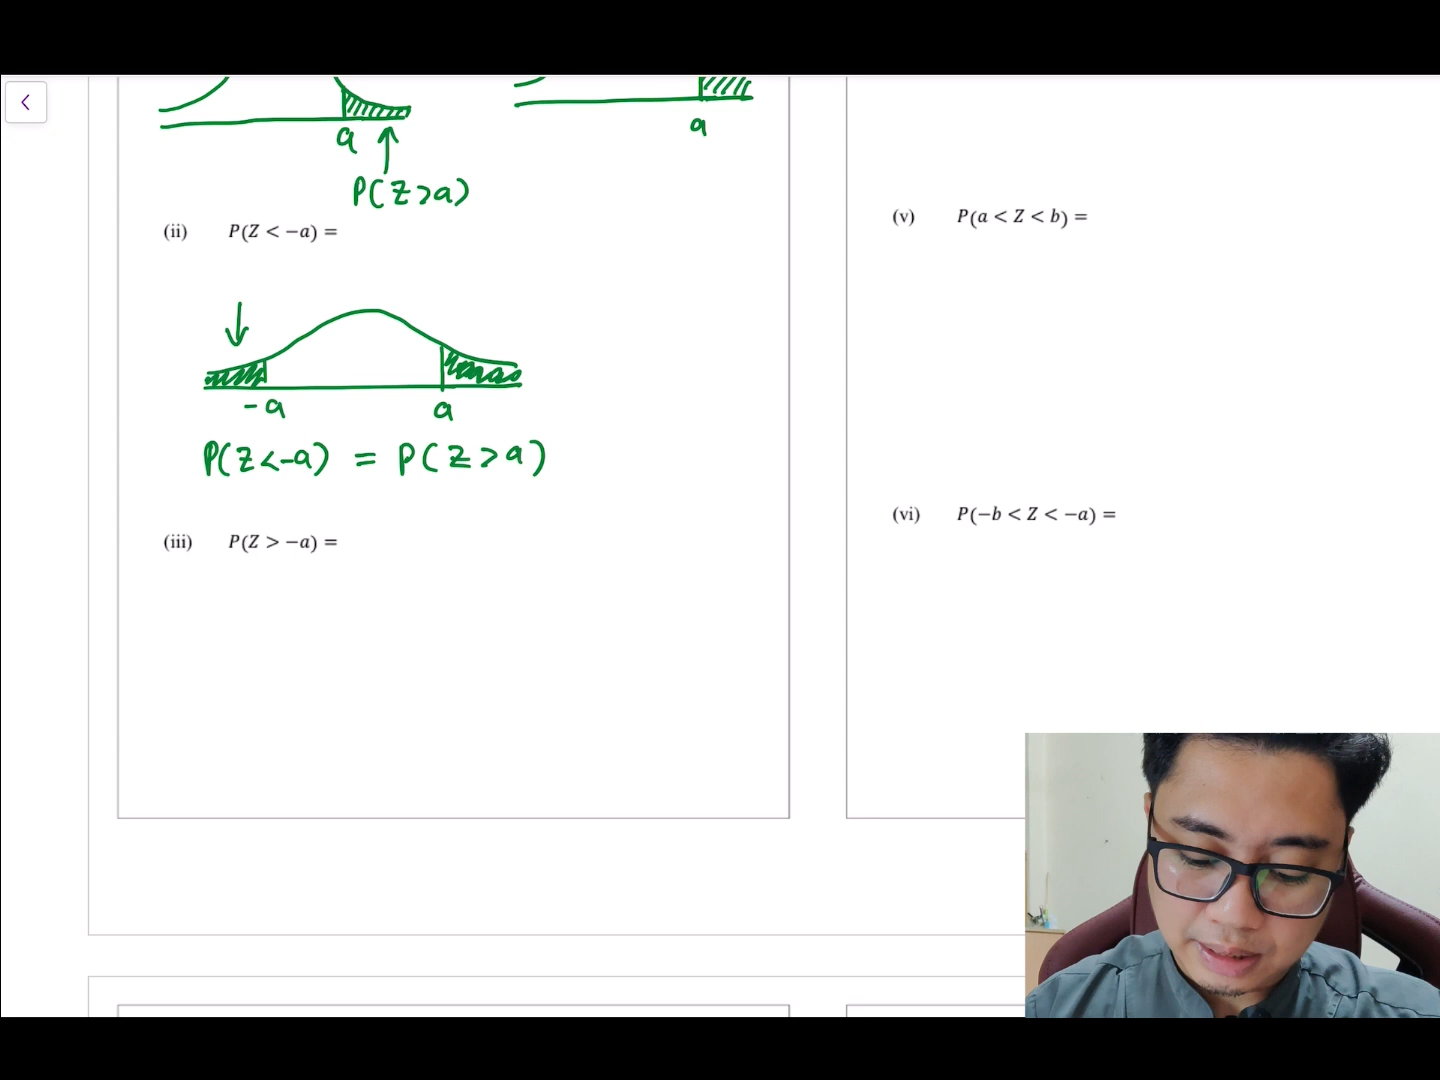 a
P(Z>a)
a
(ii) P(Z < −a) =
-a
a
P(Z<-a) = P(Z>a)
(iii) P(Z > −a) =
(v) P(a < Z < b) =
(vi) P(−b < Z < −a) =